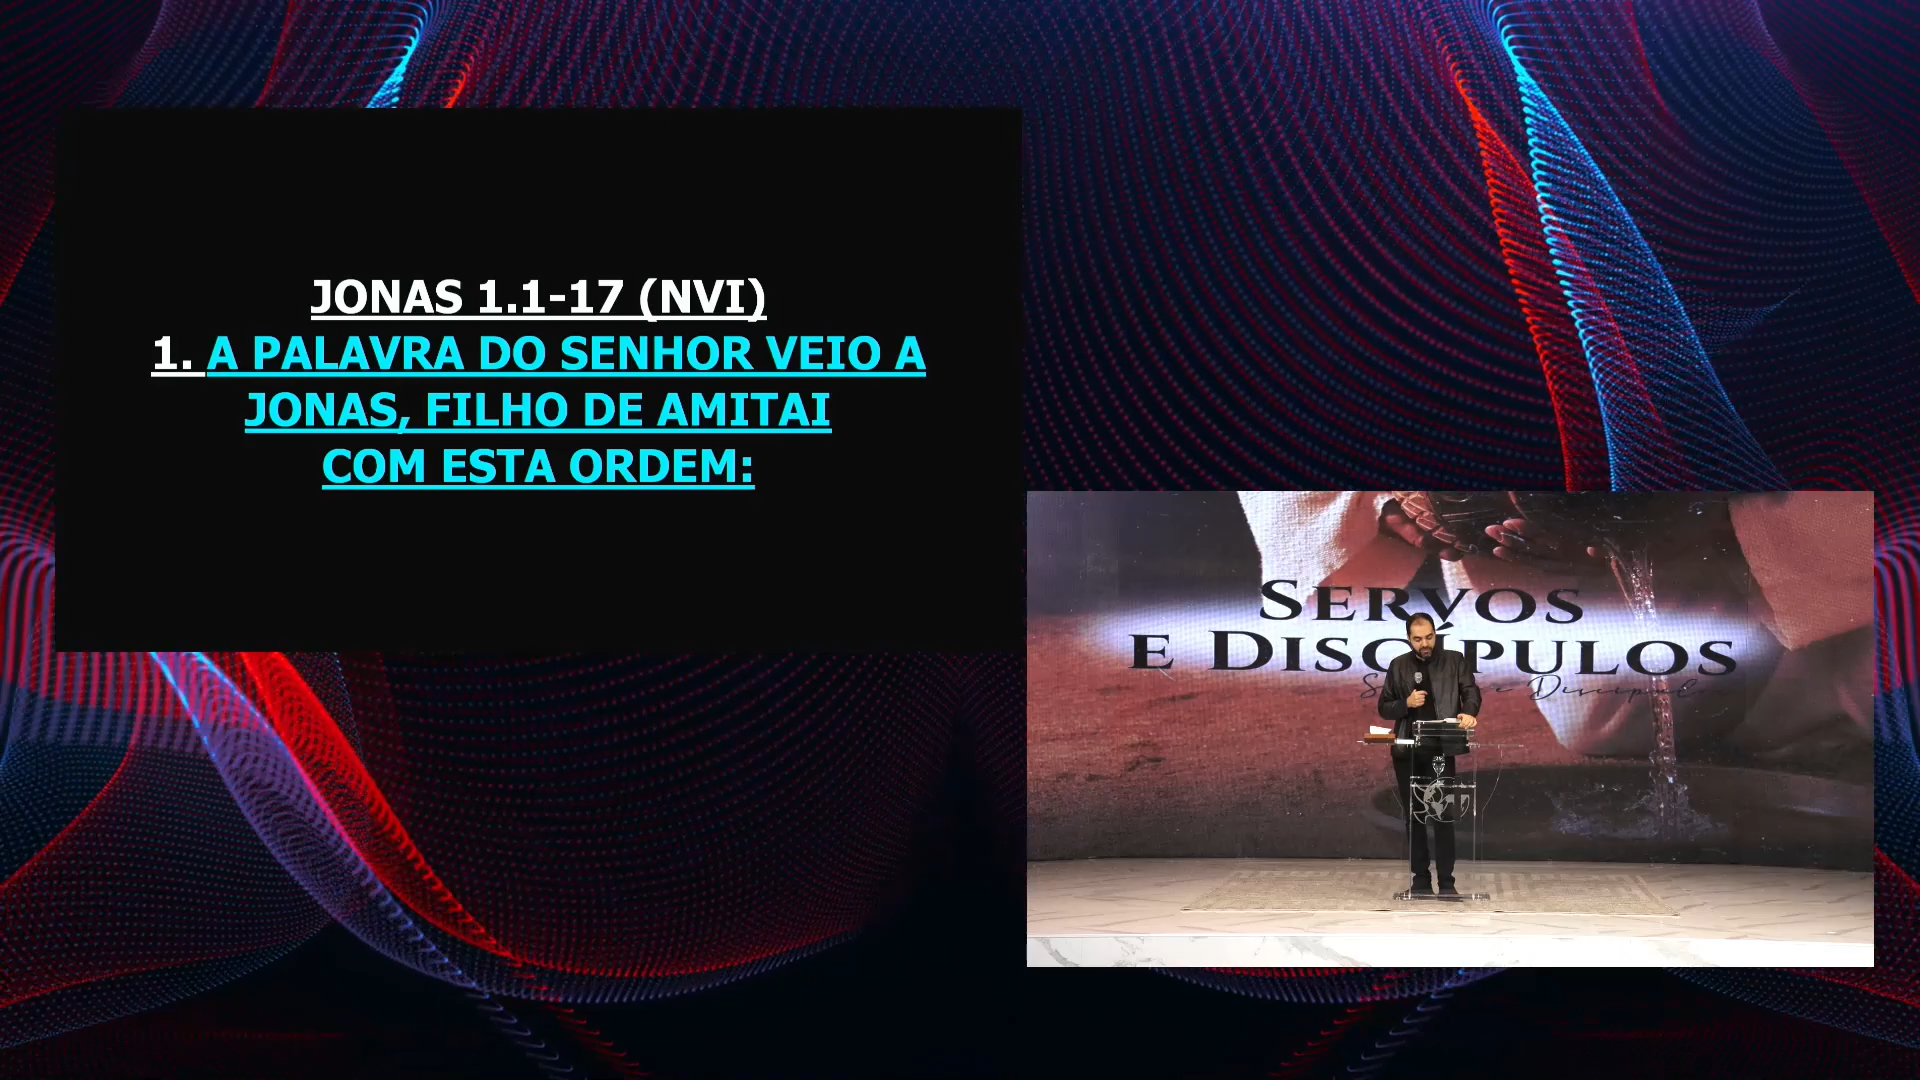 JONAS 1.1-17 (NVI)
1. A PALAVRA DO SENHOR VEIO A
JONAS, FILHO DE AMITAI
COM ESTA ORDEM:
SERVOS
E DISCÍPULOS